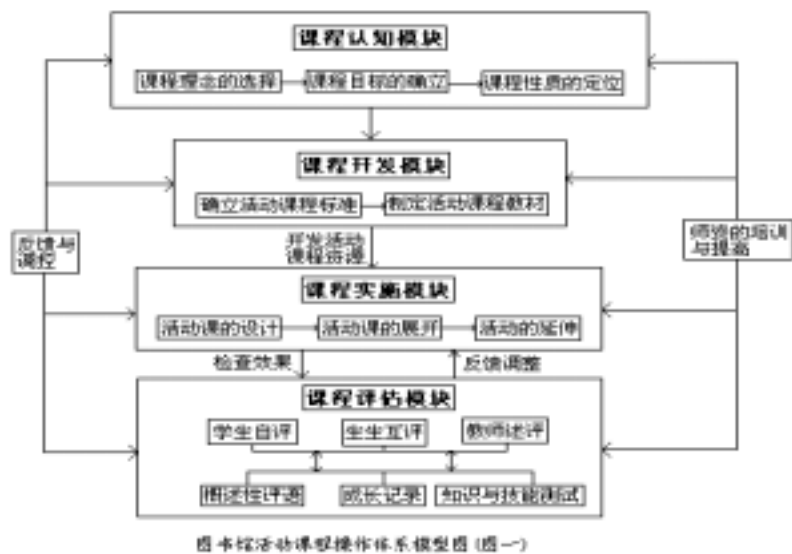 课程认知模块
课程理念的选择 课程目标的确立 课程性质的定位
课程开发模块
确立活动课程标准 制定活动课程教材
反馈与
调控
开发活动
课程资源
师资的培训
与提高
课程实施模块
活动课的设计 活动课的展开 活动的延伸
检查效果 反馈调整
课程评估模块
学生自评 生生互评 教师述评
概述性评语 成长记录 知识与技能测试
图书馆活动课程操作体系模型图(图一)